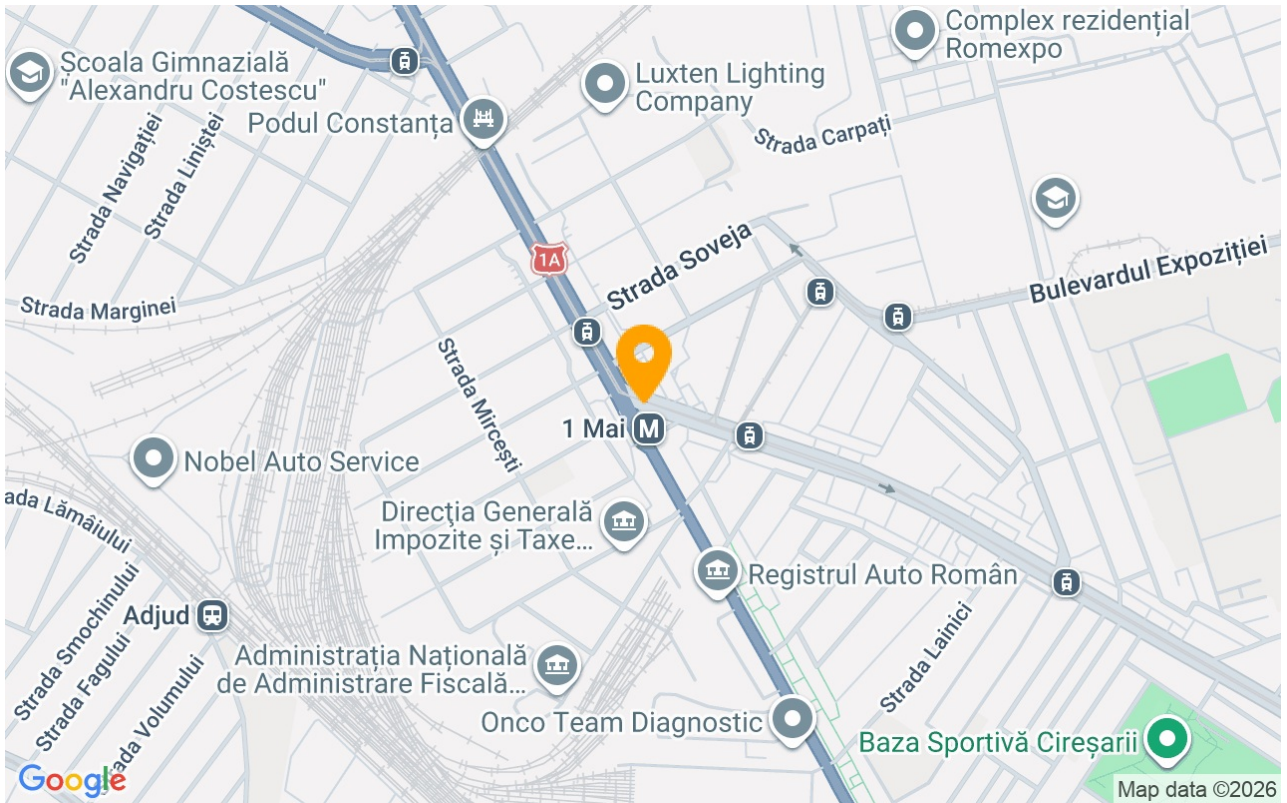 Complex rezidențial
Romexpo
Școala Gimnazială
"Alexandru Costescu"
Luxten Lighting
Company
Podul Constanța
Strada Carpați
Strada Navigației
Strada Liniștei
1A
Strada Soveja
Bulevardul Expoziției
Strada Marginei
Strada Mircești
1 Mai
M
Nobel Auto Service
ada Lămâiului
Direcţia Generală
Impozite și Taxe...
Registrul Auto Român
Strada Smochinului
Adjud
Strada Fagului
Strada Volumului
Administrația Națională
de Administrare Fiscală...
Strada Lainici
Onco Team Diagnostic
Baza Sportivă Cireșarii
Google
Map data ©2026